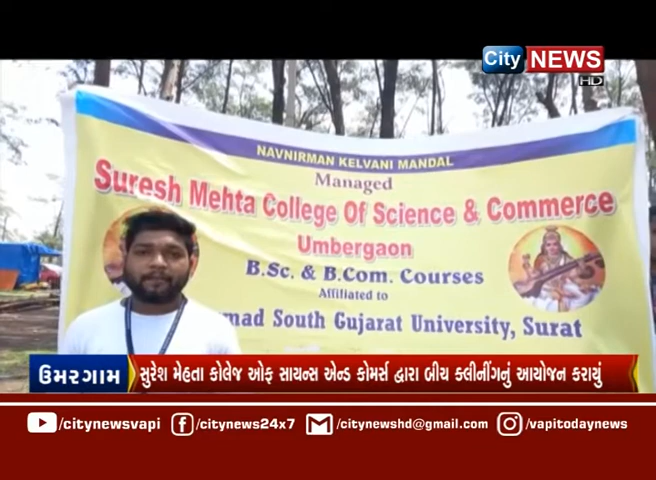 City NEWS
HD
NAVNIRMAN KELVANI MANDAL
Managed
Suresh Mehta College Of Science & Commerce
Umbergaon
B.Sc. & B.Com. Courses
Affiliated to
South Gujarat University, Surat
ઉમરગામ
સુરેશ મેહતા કોલેજ ઓફ સાયન્સ એન્ડ કોમર્સ દ્વારા બીચ ક્લીનીંગનું આયોજન કરાયું
/citynewsvapi
/citynews24x7
/citynewshd@gmail.com
/vapitodaynews